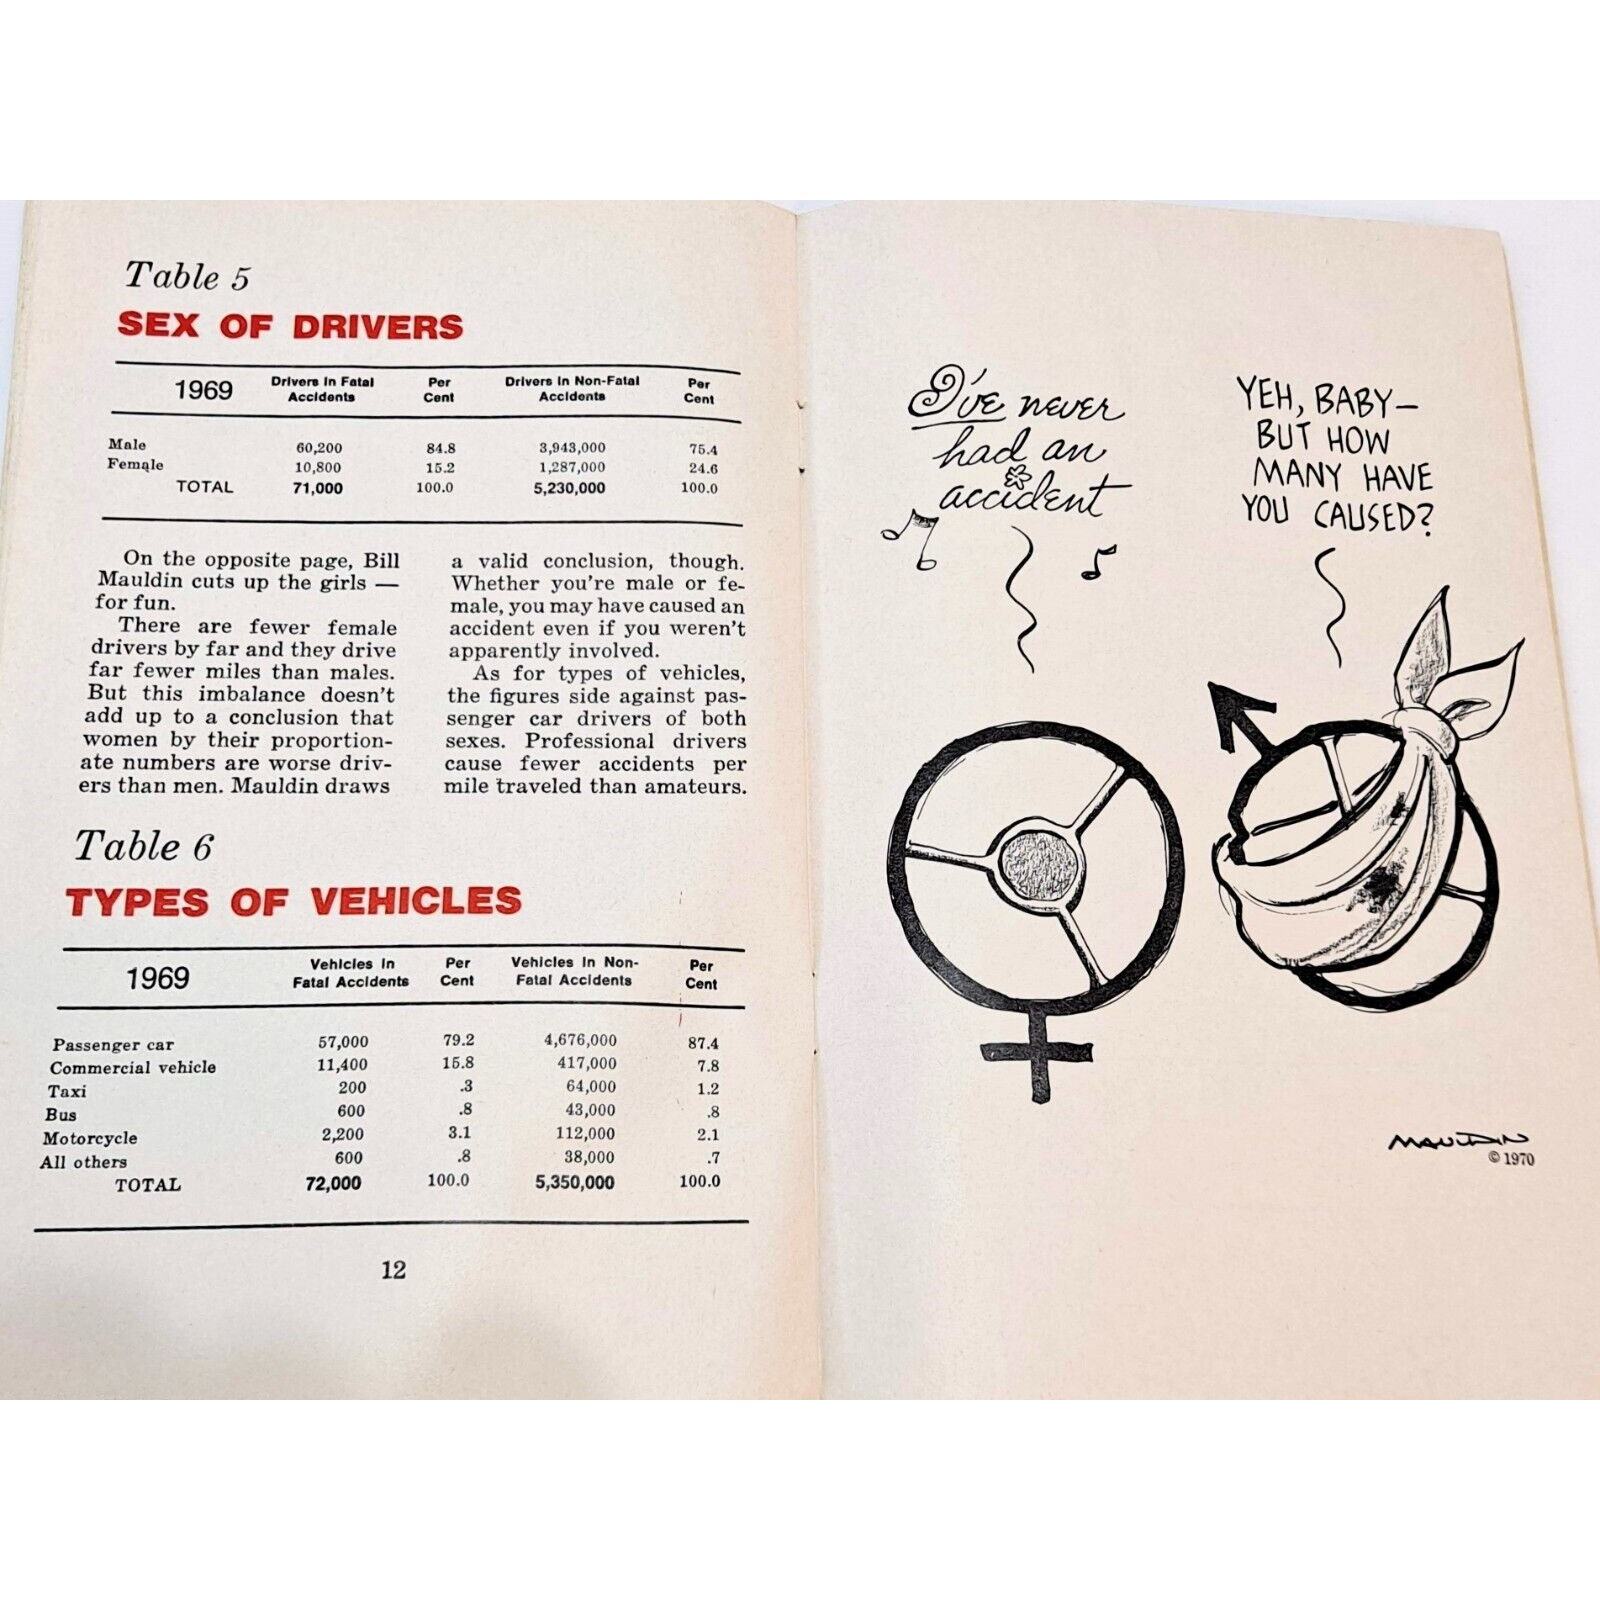 Table 5
SEX OF DRIVERS
1969 Drivers In Fatal Accidents Per Cent Drivers In Non-Fatal Accidents Per Cent
Male 60,200 84.8 3,943,000 75.4
Female 10,800 15.2 1,287,000 24.6
TOTAL 71,000 100.0 5,230,000 100.0
On the opposite page, Bill
Mauldin cuts up the girls —
for fun.
There are fewer female
drivers by far and they drive
far fewer miles than males.
But this imbalance doesn't
add up to a conclusion that
women by their proportion-
ate numbers are worse driv-
ers than men. Mauldin draws
a valid conclusion, though.
Whether you're male or fe-
male, you may have caused an
accident even if you weren't
apparently involved.
As for types of vehicles,
the figures side against pas-
senger car drivers of both
sexes. Professional drivers
cause fewer accidents per
mile traveled than amateurs.
Table 6
TYPES OF VEHICLES
1969 Vehicles In Fatal Accidents Per Cent Vehicles In Non-Fatal Accidents Per Cent
Passenger car 57,000 79.2 4,676,000 87.4
Commercial vehicle 11,400 15.8 417,000 7.8
Taxi 200 .3 64,000 1.2
Bus 600 .8 43,000 .8
Motorcycle 2,200 3.1 112,000 2.1
All others 600 .8 38,000 .7
TOTAL 72,000 100.0 5,350,000 100.0
12
I've never
had an
accident
YEH, BABY—
BUT HOW
MANY HAVE
YOU CAUSED?
MAULDIN
© 1970